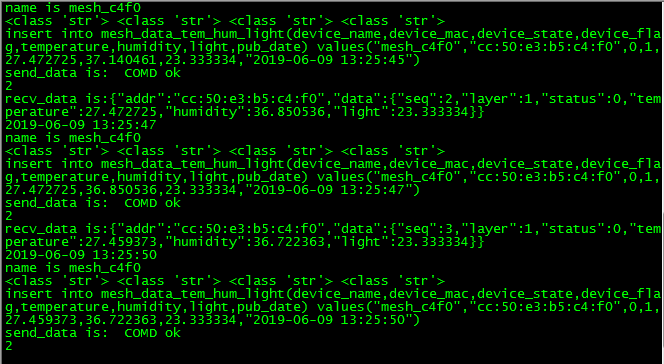 name is mesh_c4f0
<class 'str'> <class 'str'> <class 'str'> <class 'str'>
insert into mesh_data_tem_hum_light(device_name,device_mac,device_state,device_fla
g,temperature,humidity,light,pub_date) values("mesh_c4f0","cc:50:e3:b5:c4:f0",0,1,
27.472725,37.140461,23.333334,"2019-06-09 13:25:45")
send_data is:  COMD ok
2
recv_data is:{"addr":"cc:50:e3:b5:c4:f0","data":{"seq":2,"layer":1,"status":0,"tem
perature":27.472725,"humidity":36.850536,"light":23.333334}}
2019-06-09 13:25:47
name is mesh_c4f0
<class 'str'> <class 'str'> <class 'str'> <class 'str'>
insert into mesh_data_tem_hum_light(device_name,device_mac,device_state,device_fla
g,temperature,humidity,light,pub_date) values("mesh_c4f0","cc:50:e3:b5:c4:f0",0,1,
27.472725,36.850536,23.333334,"2019-06-09 13:25:47")
send_data is:  COMD ok
2
recv_data is:{"addr":"cc:50:e3:b5:c4:f0","data":{"seq":3,"layer":1,"status":0,"tem
perature":27.459373,"humidity":36.722363,"light":23.333334}}
2019-06-09 13:25:50
name is mesh_c4f0
<class 'str'> <class 'str'> <class 'str'> <class 'str'>
insert into mesh_data_tem_hum_light(device_name,device_mac,device_state,device_fla
g,temperature,humidity,light,pub_date) values("mesh_c4f0","cc:50:e3:b5:c4:f0",0,1,
27.459373,36.722363,23.333334,"2019-06-09 13:25:50")
send_data is:  COMD ok
2